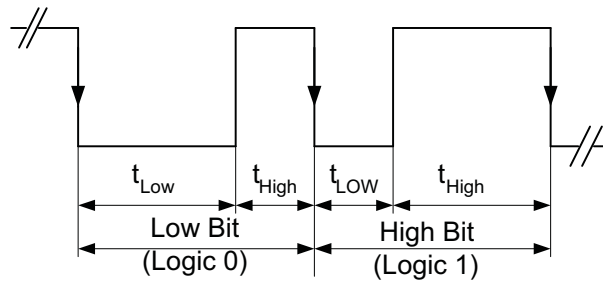 tLow tHigh tLOW tHigh
Low Bit High Bit
(Logic 0) (Logic 1)